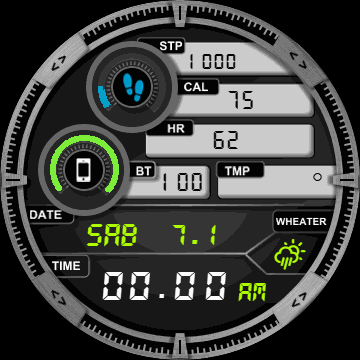 STP 1000
CAL 75
HR 62
BT 100 TMP °
DATE SAB 7.1 WHEATER
TIME 00.00 AM